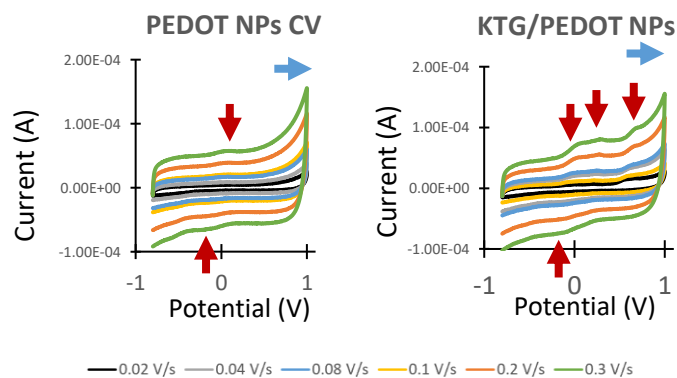 PEDOT NPs CV
2.00E-04
1.00E-04
0.00E+00
-1.00E-04
Current (A)
-1
0
1
Potential (V)
KTG/PEDOT NPs
2.00E-04
1.00E-04
0.00E+00
-1.00E-04
Current (A)
-1
0
1
Potential (V)
0.02 V/s 0.04 V/s 0.08 V/s 0.1 V/s 0.2 V/s 0.3 V/s